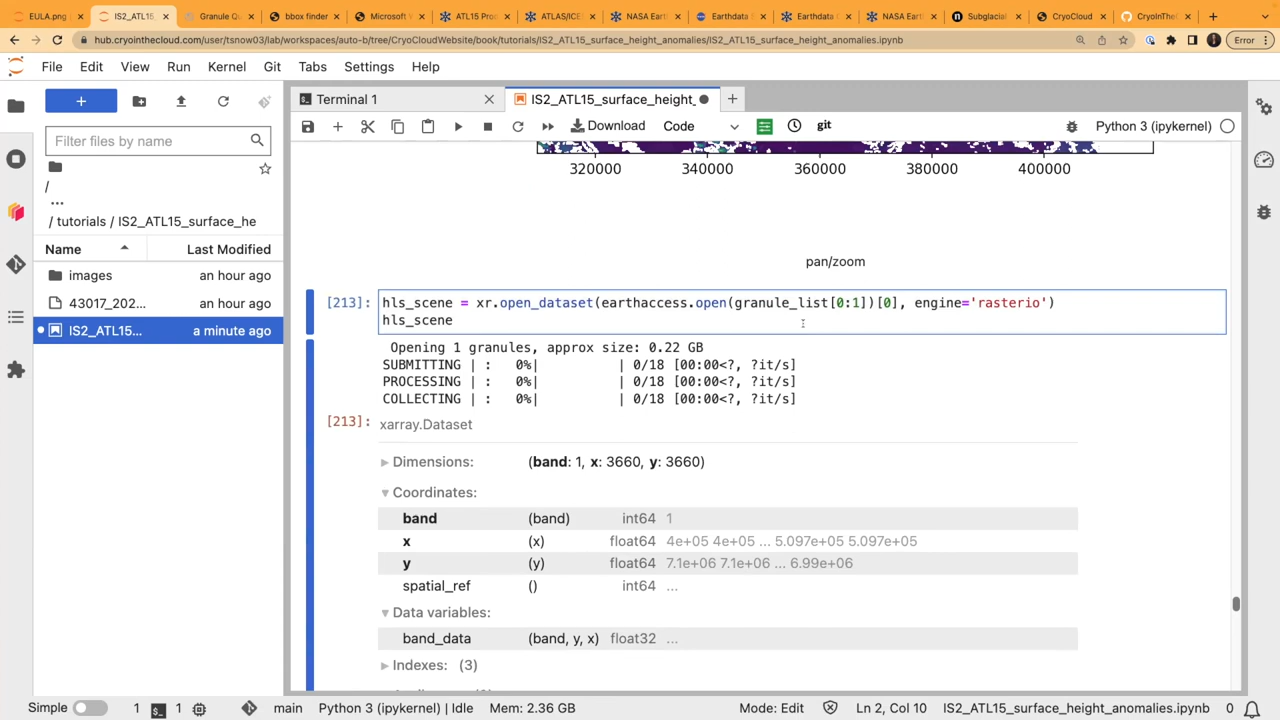 EULA.png
IS2_ATL15_
Granule Qu
bbox finder
Microsoft V
ATL15 Proc
ATLAS/ICE
NASA Earth
Earthdata S
Earthdata C
NASA Earth
Subglacial
CryoCloud
CryoInThe
hub.cryointhecloud.com/user/tsnow03/lab/workspaces/auto-b/tree/CryoCloudWebsite/book/tutorials/IS2_ATL15_surface_height_anomalies/IS2_ATL15_surface_height_anomalies.ipynb
Error
File Edit View Run Kernel Git Tabs Settings Help
Filter files by name
/
...
/ tutorials / IS2_ATL15_surface_he
Name Last Modified
images an hour ago
43017_202... an hour ago
IS2_ATL15... a minute ago
Terminal 1
IS2_ATL15_surface_height_
Download Code git Python 3 (ipykernel)
320000 340000 360000 380000 400000
pan/zoom
[213]: hls_scene = xr.open_dataset(earthaccess.open(granule_list[0:1])[0], engine='rasterio')
hls_scene
Opening 1 granules, approx size: 0.22 GB
SUBMITTING | : 0%| | 0/18 [00:00<?, ?it/s]
PROCESSING | : 0%| | 0/18 [00:00<?, ?it/s]
COLLECTING | : 0%| | 0/18 [00:00<?, ?it/s]
[213]: xarray.Dataset
Dimensions: (band: 1, x: 3660, y: 3660)
Coordinates:
band (band) int64 1
x (x) float64 4e+05 4e+05 ... 5.097e+05 5.097e+05
y (y) float64 7.1e+06 7.1e+06 ... 6.99e+06
spatial_ref () int64 ...
Data variables:
band_data (band, y, x) float32 ...
Indexes: (3)
Simple 1 1 main Python 3 (ipykernel) | Idle Mem: 2.36 GB Mode: Edit Ln 2, Col 10 IS2_ATL15_surface_height_anomalies.ipynb 0